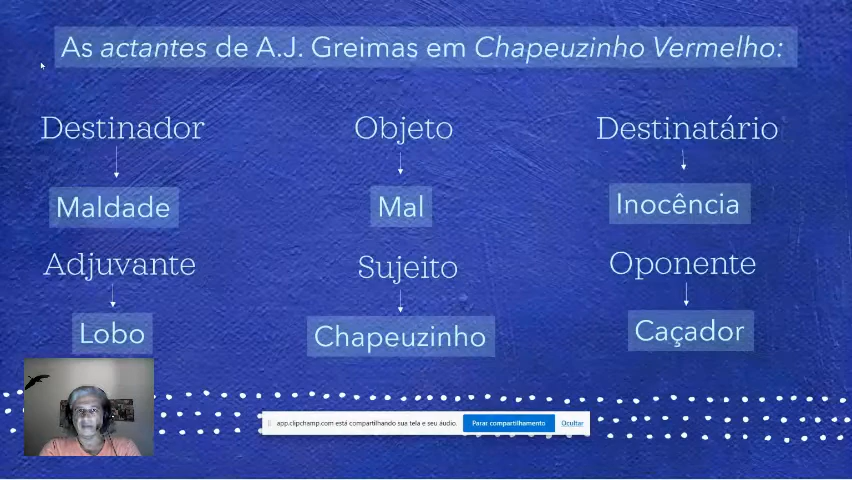 As actantes de A.J. Greimas em Chapeuzinho Vermelho:
Destinador
Objeto
Destinatário
Maldade
Mal
Inocência
Adjuvante
Sujeito
Oponente
Lobo
Chapeuzinho
Caçador
app.clipchamp.com está compartilhando sua tela e seu áudio.
Parar compartilhamento
Ocultar